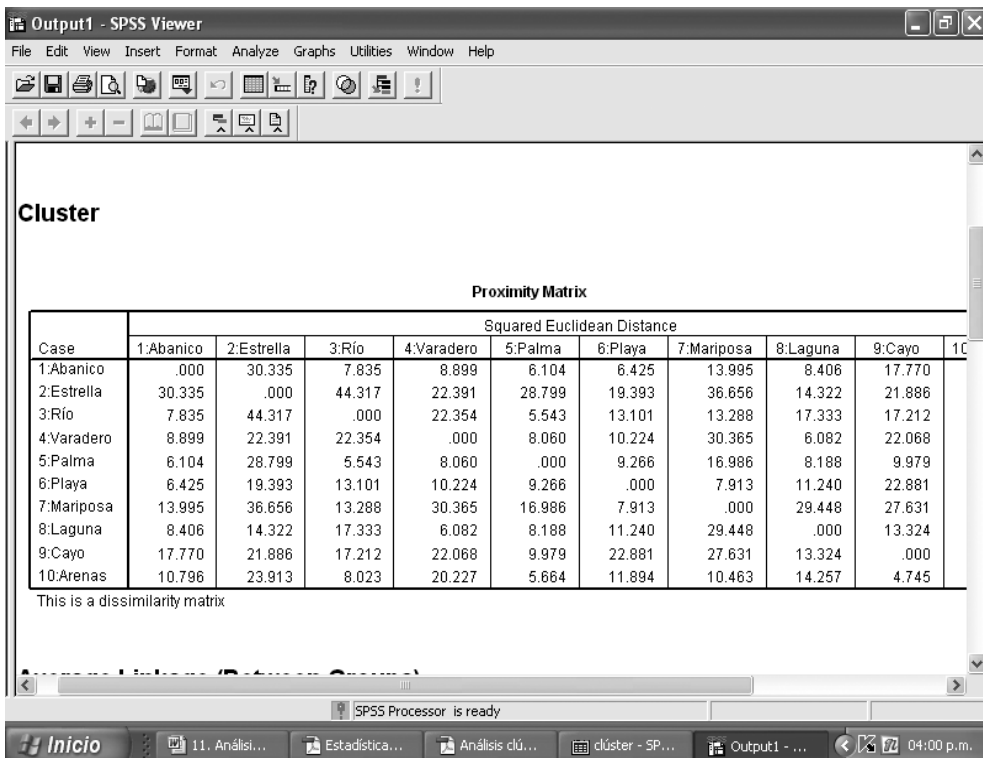 Output1 - SPSS Viewer
File Edit View Insert Format Analyze Graphs Utilities Window Help
Cluster
Proximity Matrix
Squared Euclidean Distance
Case 1:Abanico 2:Estrella 3:Río 4:Varadero 5:Palma 6:Playa 7:Mariposa 8:Laguna 9:Cayo
1:Abanico .000 30.335 7.835 8.899 6.104 6.425 13.995 8.406 17.770
2:Estrella 30.335 .000 44.317 22.391 28.799 19.393 36.656 14.322 21.886
3:Río 7.835 44.317 .000 22.354 5.543 13.101 13.288 17.333 17.212
4:Varadero 8.899 22.391 22.354 .000 8.060 10.224 30.365 6.082 22.068
5:Palma 6.104 28.799 5.543 8.060 .000 9.266 16.986 8.188 9.979
6:Playa 6.425 19.393 13.101 10.224 9.266 .000 7.913 11.240 22.881
7:Mariposa 13.995 36.656 13.288 30.365 16.986 7.913 .000 29.448 27.631
8:Laguna 8.406 14.322 17.333 6.082 8.188 11.240 29.448 .000 13.324
9:Cayo 17.770 21.886 17.212 22.068 9.979 22.881 27.631 13.324 .000
10:Arenas 10.796 23.913 8.023 20.227 5.664 11.894 10.463 14.257 4.745
This is a dissimilarity matrix
Average Linkage (Between Groups)
SPSS Processor is ready
Inicio 11. Análisi... Estadística... Análisis clú... clúster - SP... Output1 - ... 04:00 p.m.